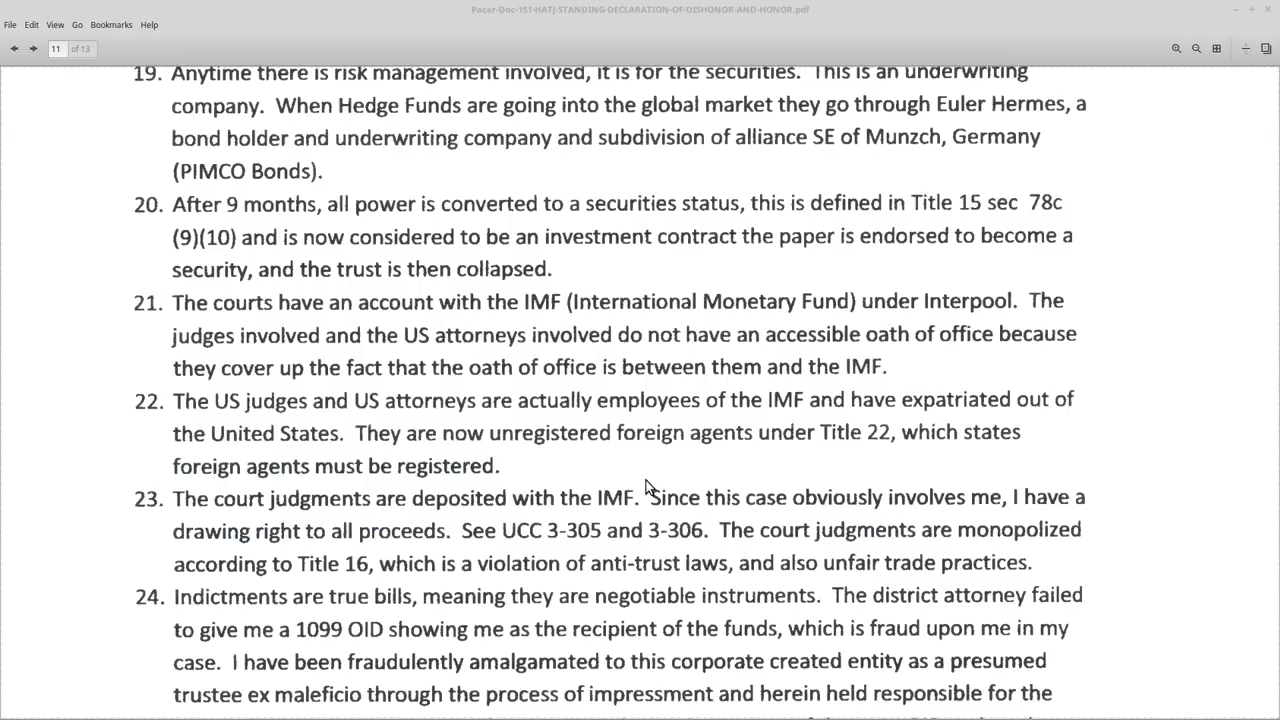 Pacer-Doc-151-HATJ-STANDING-DECLARATION-OF-DISHONOR-AND-HONOR.pdf
File Edit View Go Bookmarks Help
11 of 13
19. Anytime there is risk management involved, it is for the securities. This is an underwriting
company. When Hedge Funds are going into the global market they go through Euler Hermes, a
bond holder and underwriting company and subdivision of alliance SE of Munzch, Germany
(PIMCO Bonds).
20. After 9 months, all power is converted to a securities status, this is defined in Title 15 sec 78c
(9)(10) and is now considered to be an investment contract the paper is endorsed to become a
security, and the trust is then collapsed.
21. The courts have an account with the IMF (International Monetary Fund) under Interpool. The
judges involved and the US attorneys involved do not have an accessible oath of office because
they cover up the fact that the oath of office is between them and the IMF.
22. The US judges and US attorneys are actually employees of the IMF and have expatriated out of
the United States. They are now unregistered foreign agents under Title 22, which states
foreign agents must be registered.
23. The court judgments are deposited with the IMF. Since this case obviously involves me, I have a
drawing right to all proceeds. See UCC 3-305 and 3-306. The court judgments are monopolized
according to Title 16, which is a violation of anti-trust laws, and also unfair trade practices.
24. Indictments are true bills, meaning they are negotiable instruments. The district attorney failed
to give me a 1099 OID showing me as the recipient of the funds, which is fraud upon me in my
case. I have been fraudulently amalgamated to this corporate created entity as a presumed
trustee ex maleficio through the process of impressment and herein held responsible for the